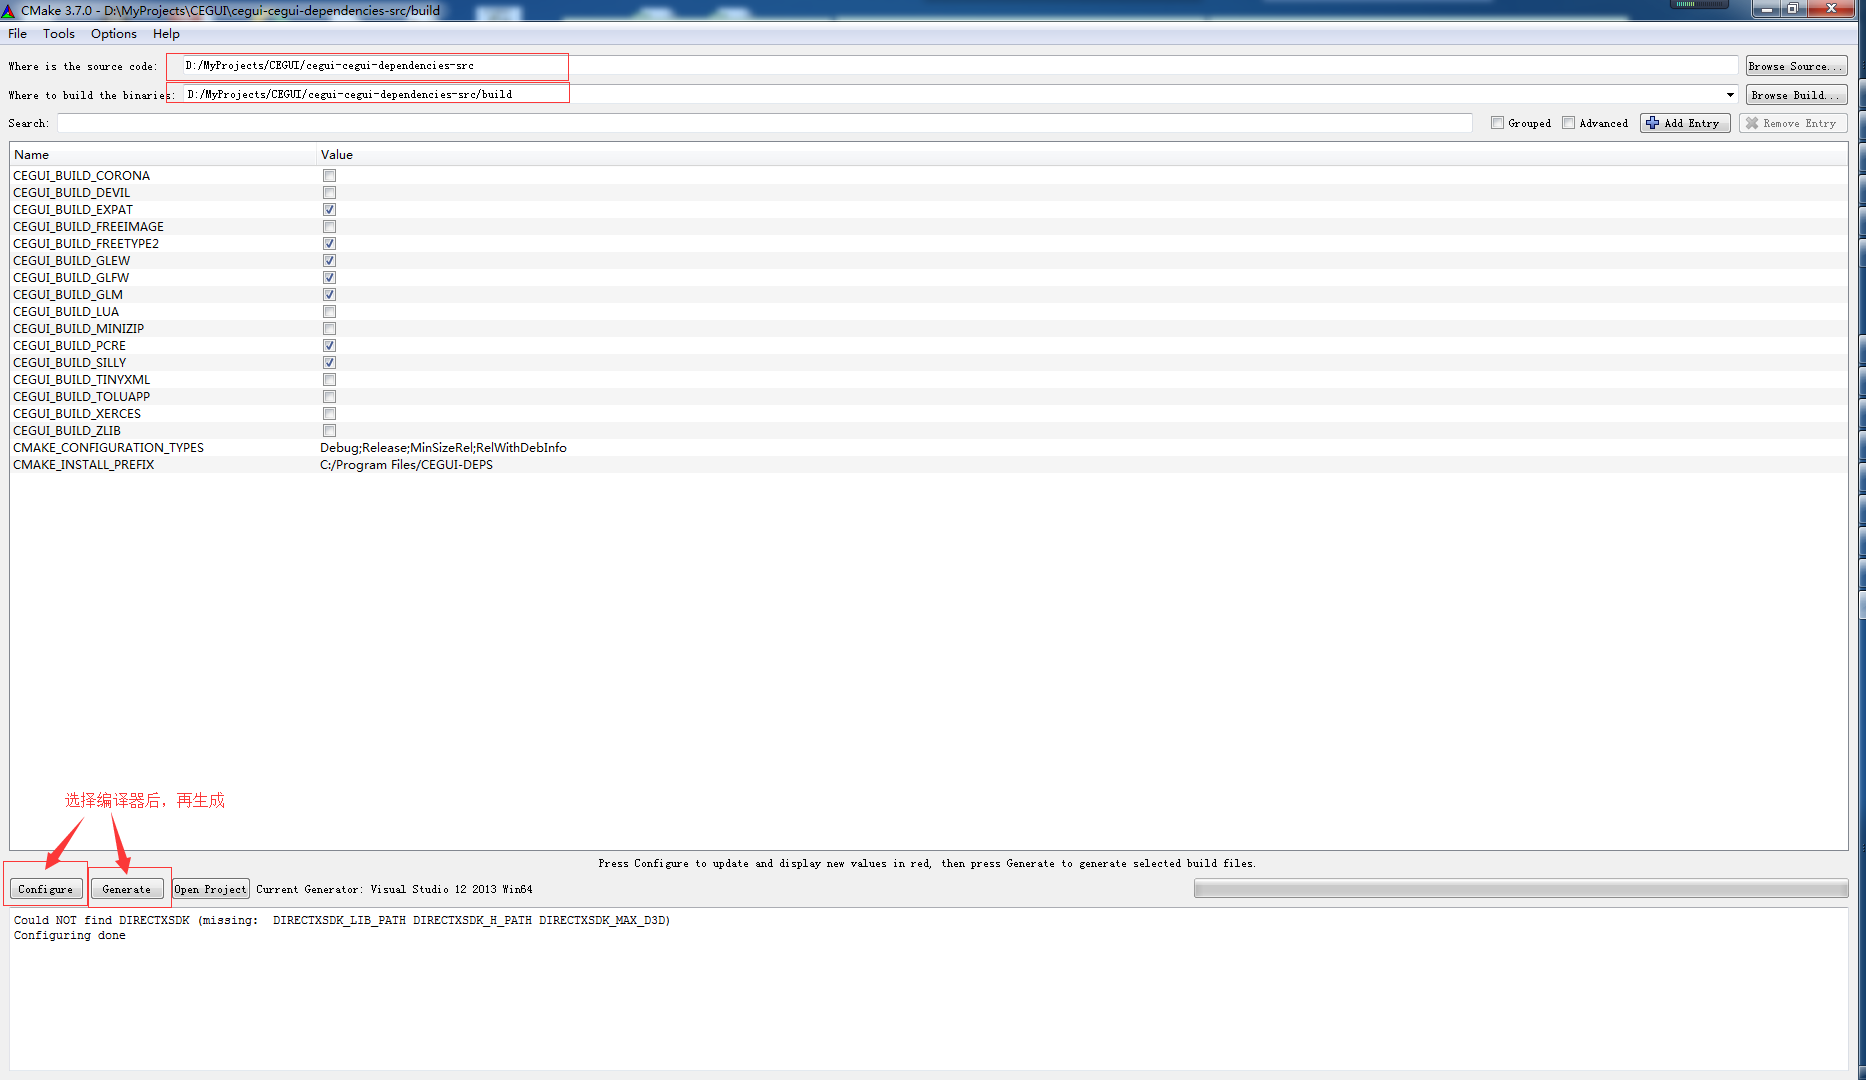 CMake 3.7.0 - D:\MyProjects\CEGUI\cegui-cegui-dependencies-src/build
File Tools Options Help
Where is the source code: D:/MyProjects/CEGUI/cegui-cegui-dependencies-src Browse Source...
Where to build the binaries: D:/MyProjects/CEGUI/cegui-cegui-dependencies-src/build Browse Build...
Search: Grouped Advanced Add Entry Remove Entry
Name Value
CEGUI_BUILD_CORONA
CEGUI_BUILD_DEVIL
CEGUI_BUILD_EXPAT
CEGUI_BUILD_FREEIMAGE
CEGUI_BUILD_FREETYPE2
CEGUI_BUILD_GLEW
CEGUI_BUILD_GLFW
CEGUI_BUILD_GLM
CEGUI_BUILD_LUA
CEGUI_BUILD_MINIZIP
CEGUI_BUILD_PCRE
CEGUI_BUILD_SILLY
CEGUI_BUILD_TINYXML
CEGUI_BUILD_TOLUAPP
CEGUI_BUILD_XERCES
CEGUI_BUILD_ZLIB
CMAKE_CONFIGURATION_TYPES Debug;Release;MinSizeRel;RelWithDebInfo
CMAKE_INSTALL_PREFIX C:/Program Files/CEGUI-DEPS
选择编译器后，再生成
Press Configure to update and display new values in red, then press Generate to generate selected build files.
Configure Generate Open Project Current Generator: Visual Studio 12 2013 Win64
Could NOT find DIRECTXSDK (missing:  DIRECTXSDK_LIB_PATH DIRECTXSDK_H_PATH DIRECTXSDK_MAX_D3D)
Configuring done